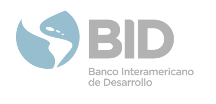 BID
Banco Interamericano
de Desarrollo